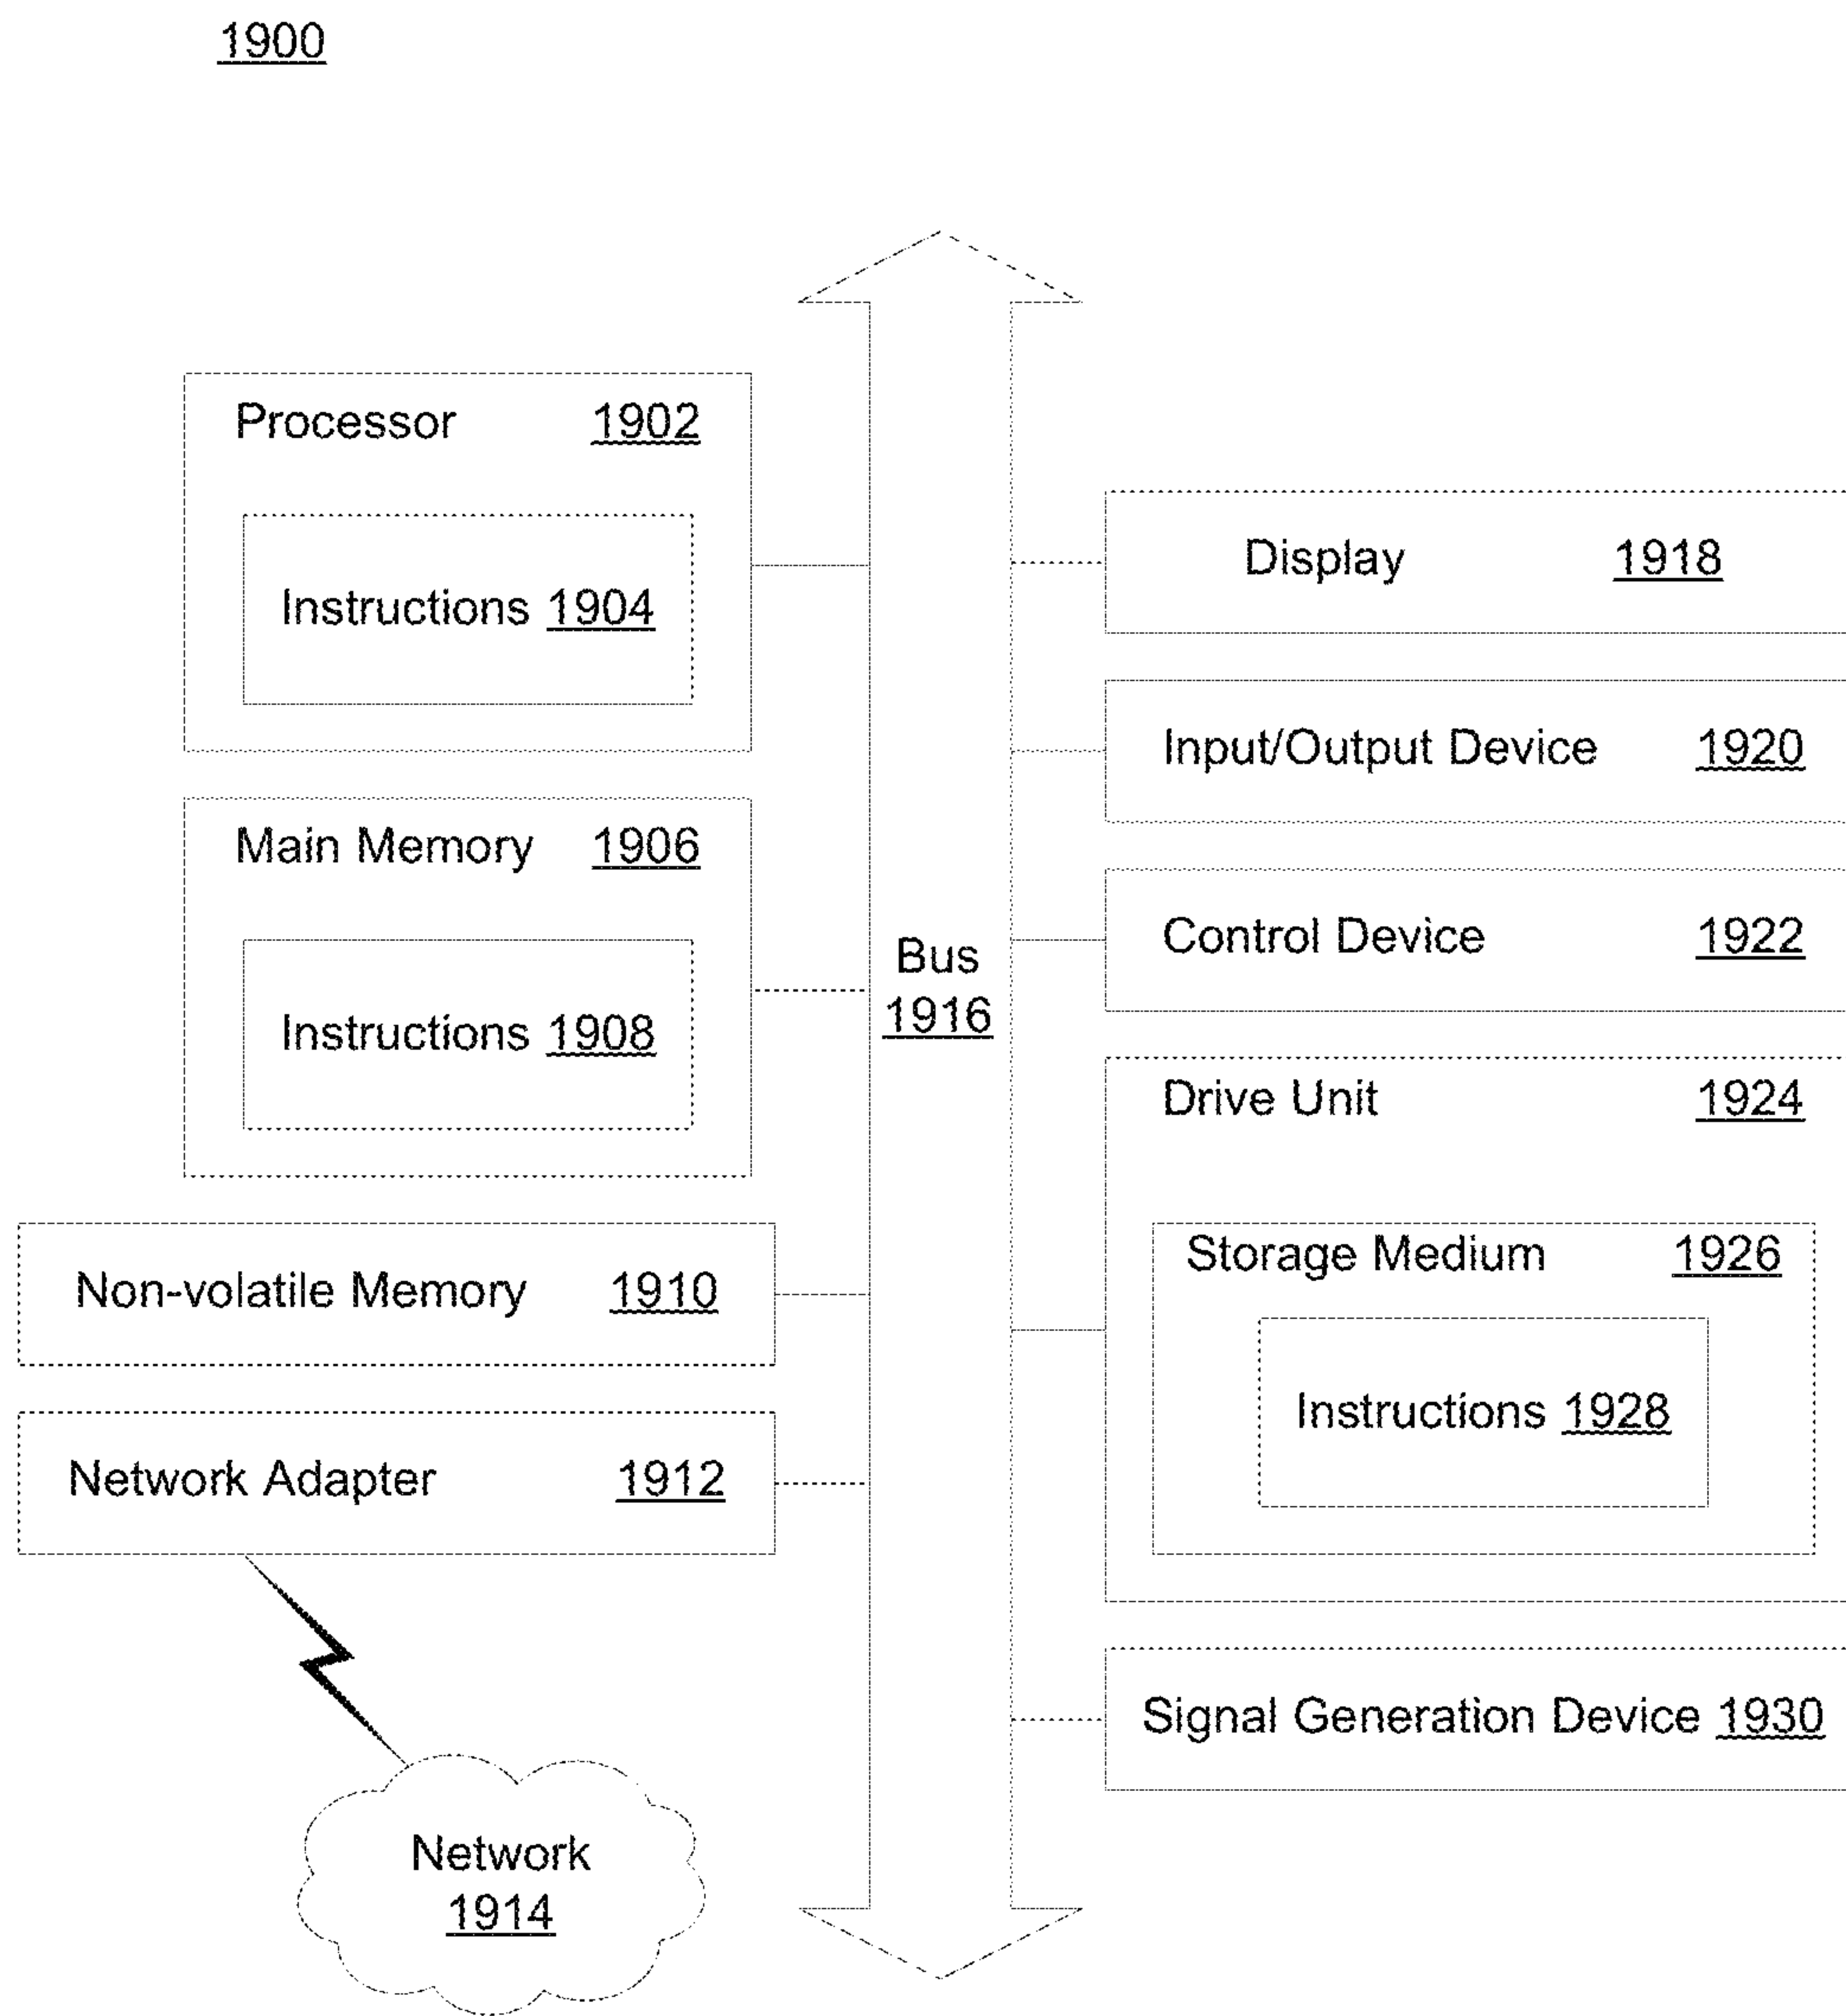 1900
Processor 1902
Instructions 1904
Main Memory 1906
Instructions 1908
Non-volatile Memory 1910
Network Adapter 1912
Network
1914
Bus
1916
Display 1918
Input/Output Device 1920
Control Device 1922
Drive Unit 1924
Storage Medium 1926
Instructions 1928
Signal Generation Device 1930